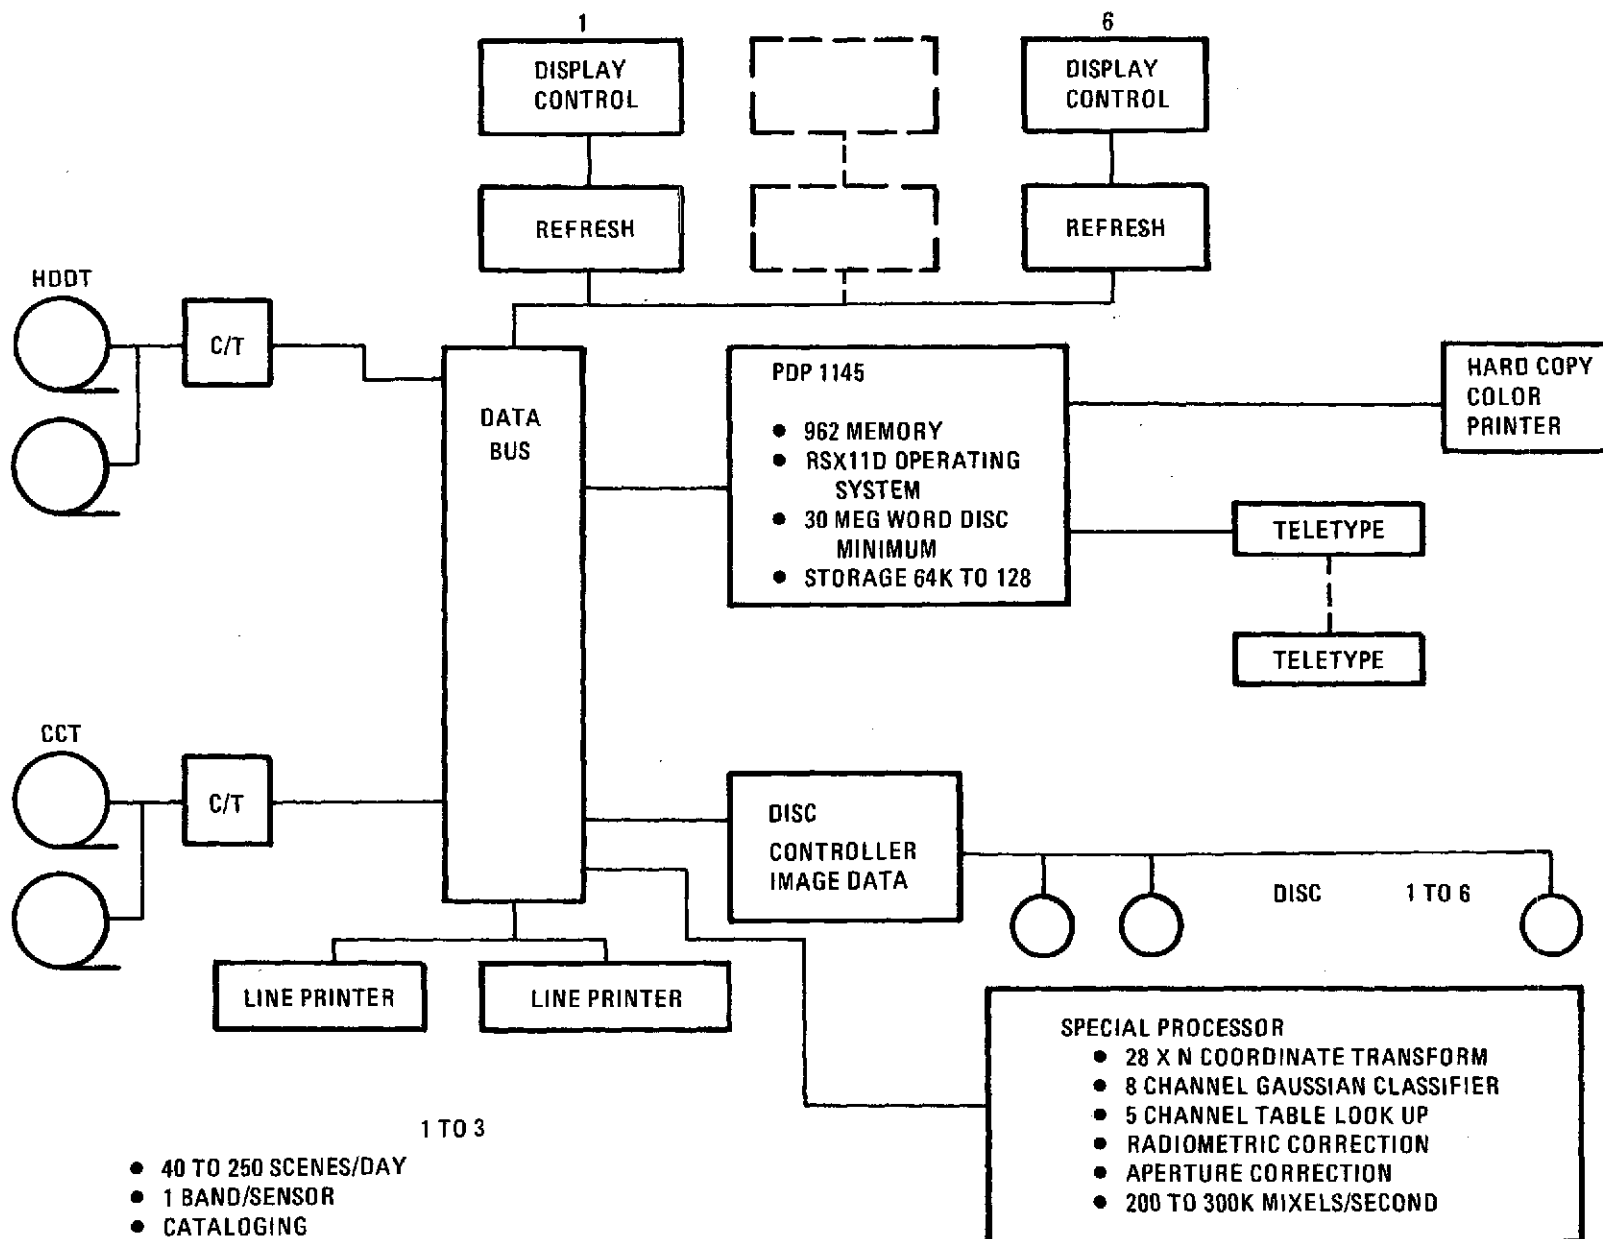 1
6
DISPLAY
CONTROL
DISPLAY
CONTROL
REFRESH
REFRESH
HDDT
C/T
DATA
BUS
PDP 1145
● 962 MEMORY
● RSX11D OPERATING
SYSTEM
● 30 MEG WORD DISC
MINIMUM
● STORAGE 64K TO 128
HARD COPY
COLOR
PRINTER
TELETYPE
TELETYPE
CCT
C/T
DISC
CONTROLLER
IMAGE DATA
DISC 1 TO 6
LINE PRINTER
LINE PRINTER
SPECIAL PROCESSOR
● 28 X N COORDINATE TRANSFORM
● 8 CHANNEL GAUSSIAN CLASSIFIER
● 5 CHANNEL TABLE LOOK UP
● RADIOMETRIC CORRECTION
● APERTURE CORRECTION
● 200 TO 300K MIXELS/SECOND
1 TO 3
● 40 TO 250 SCENES/DAY
● 1 BAND/SENSOR
● CATALOGING